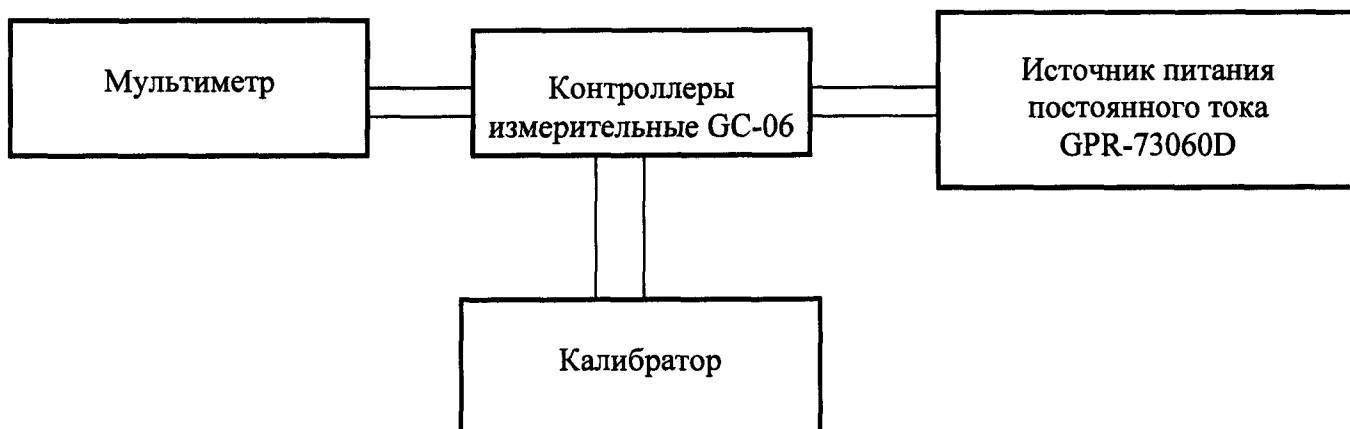 Мультиметр
Контроллеры
измерительные GC-06
Источник питания
постоянного тока
GPR-73060D
Калибратор